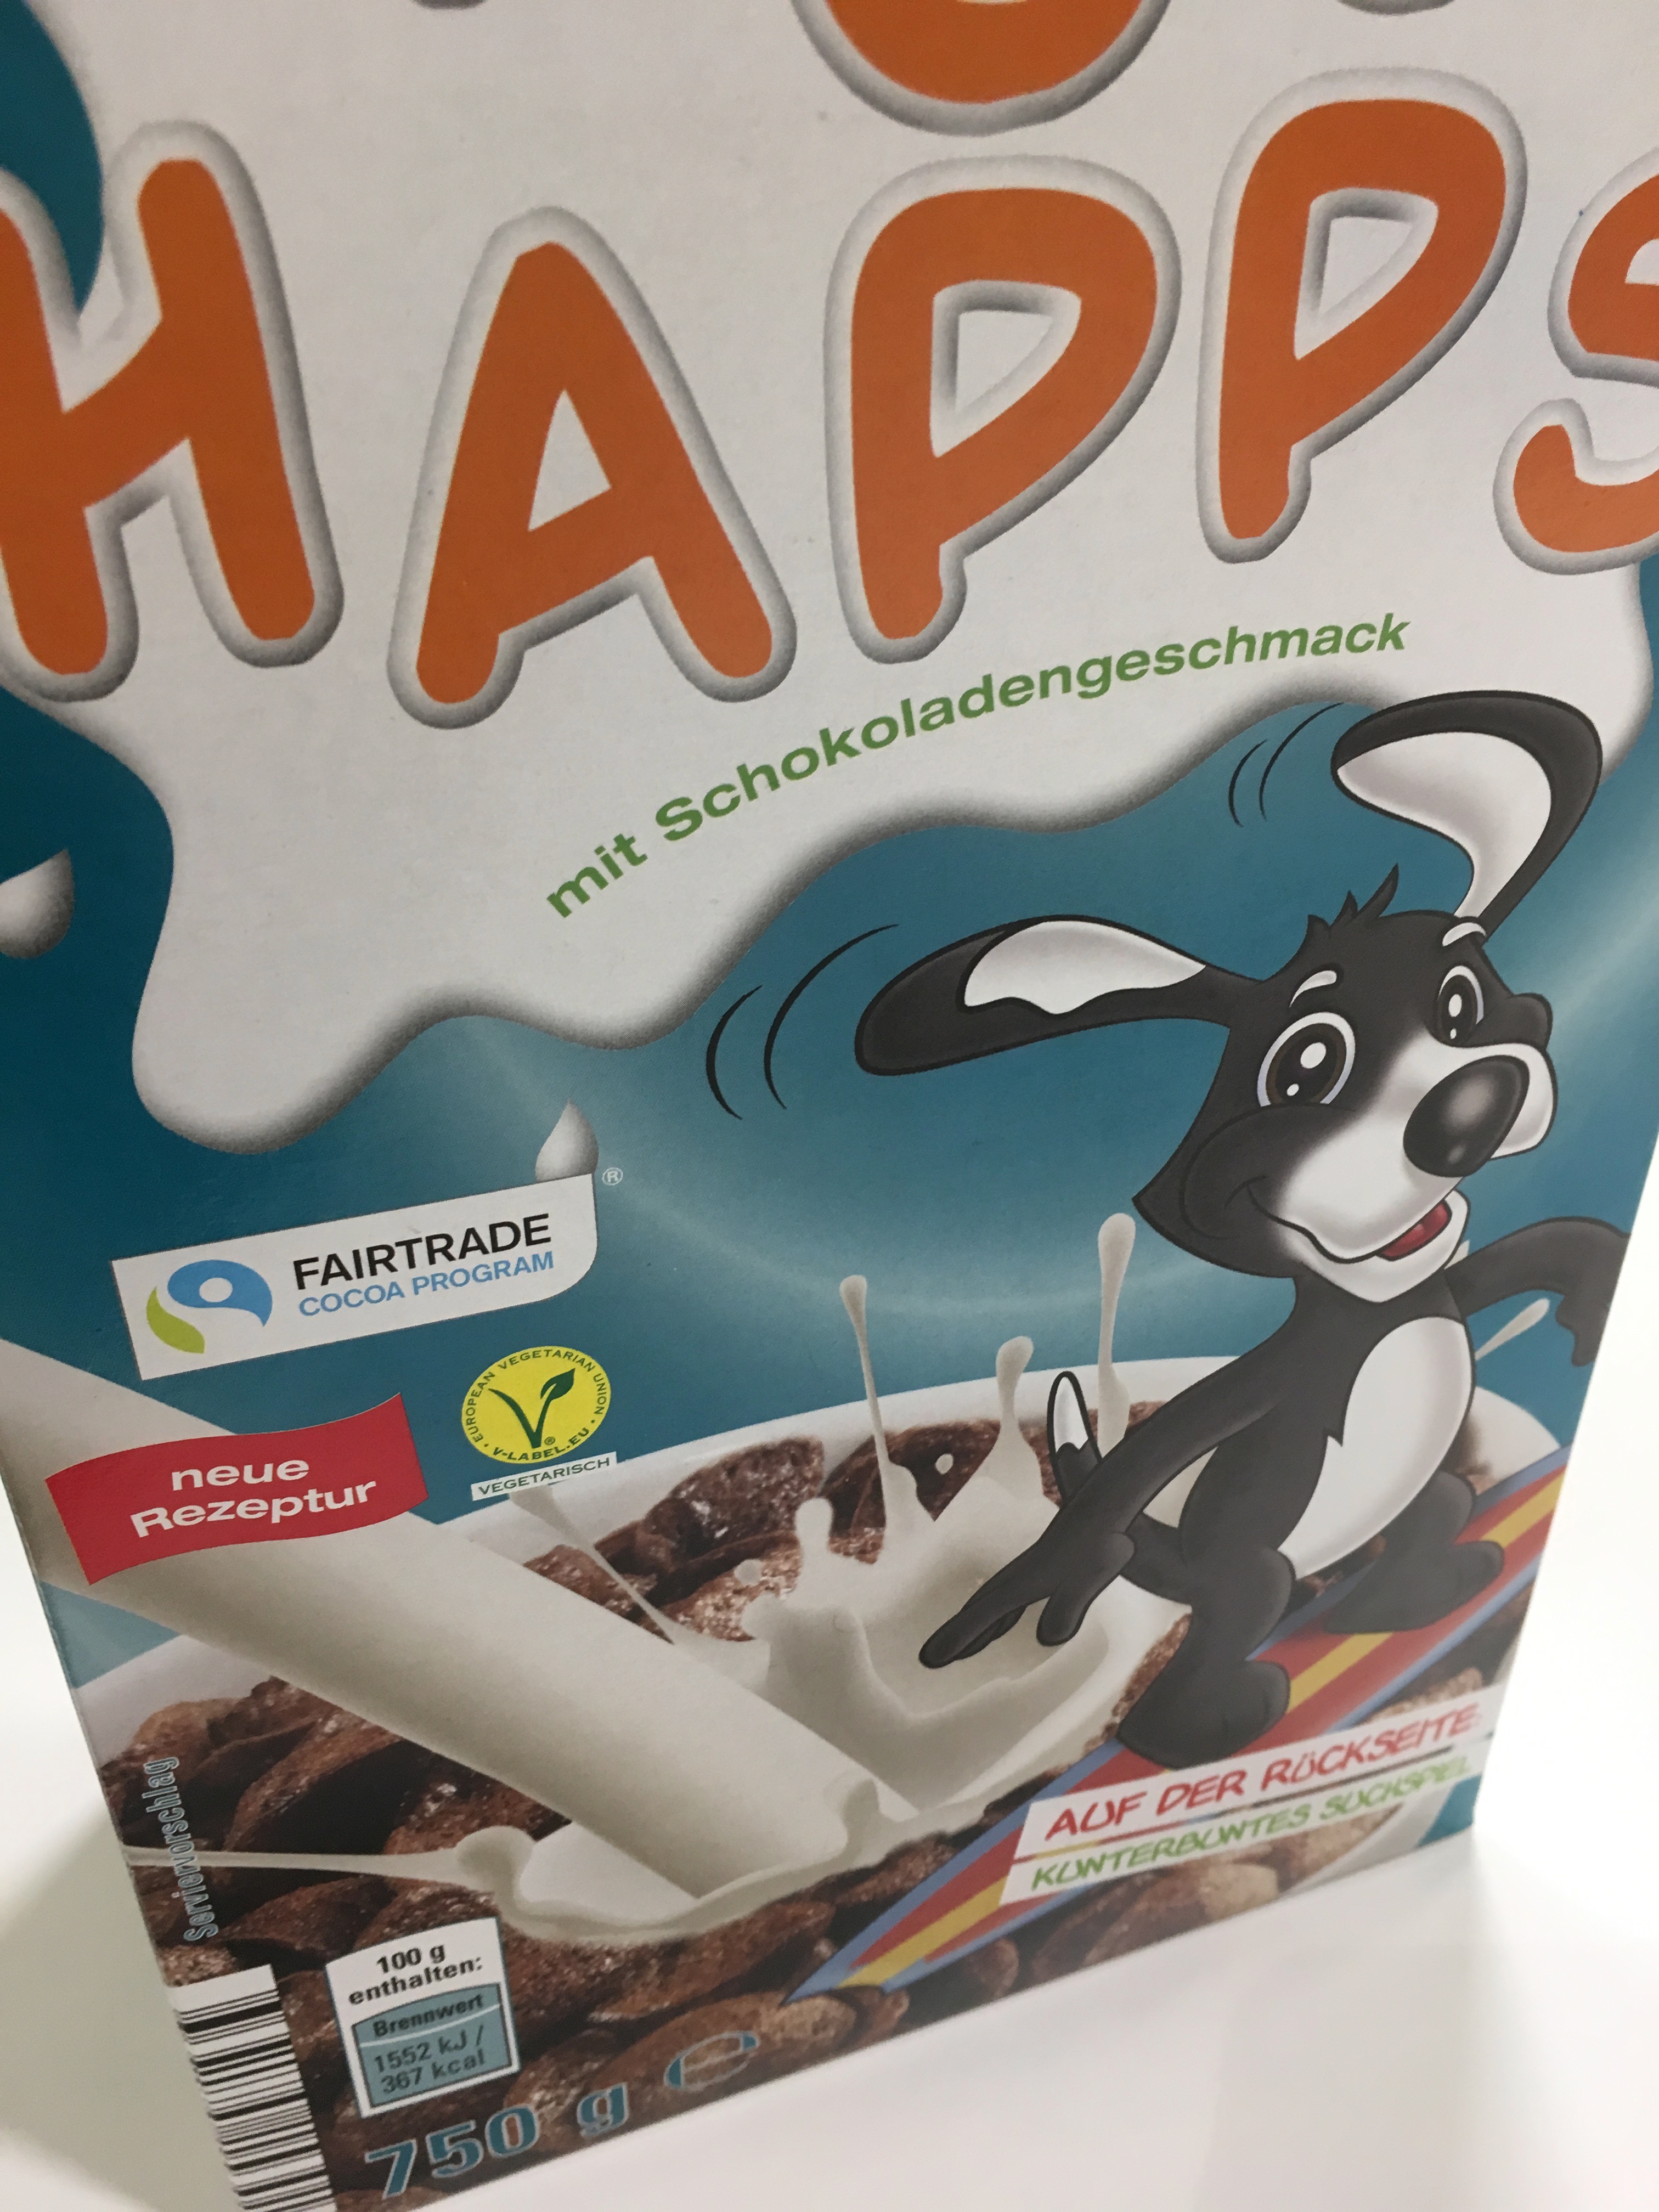 HAPPS
mit Schokoladengeschmack
®
FAIRTRADE
COCOA PROGRAM
EUROPEAN VEGETARIAN UNION
V-LABEL.EU
®
VEGETARISCH
neue
Rezeptur
AUF DER RÜCKSEITE
KUNTERBUNTES SUCHSPIEL
Serviervorschlag
100 g
enthalten:
Brennwert
1552 kJ /
367 kcal
750 g e